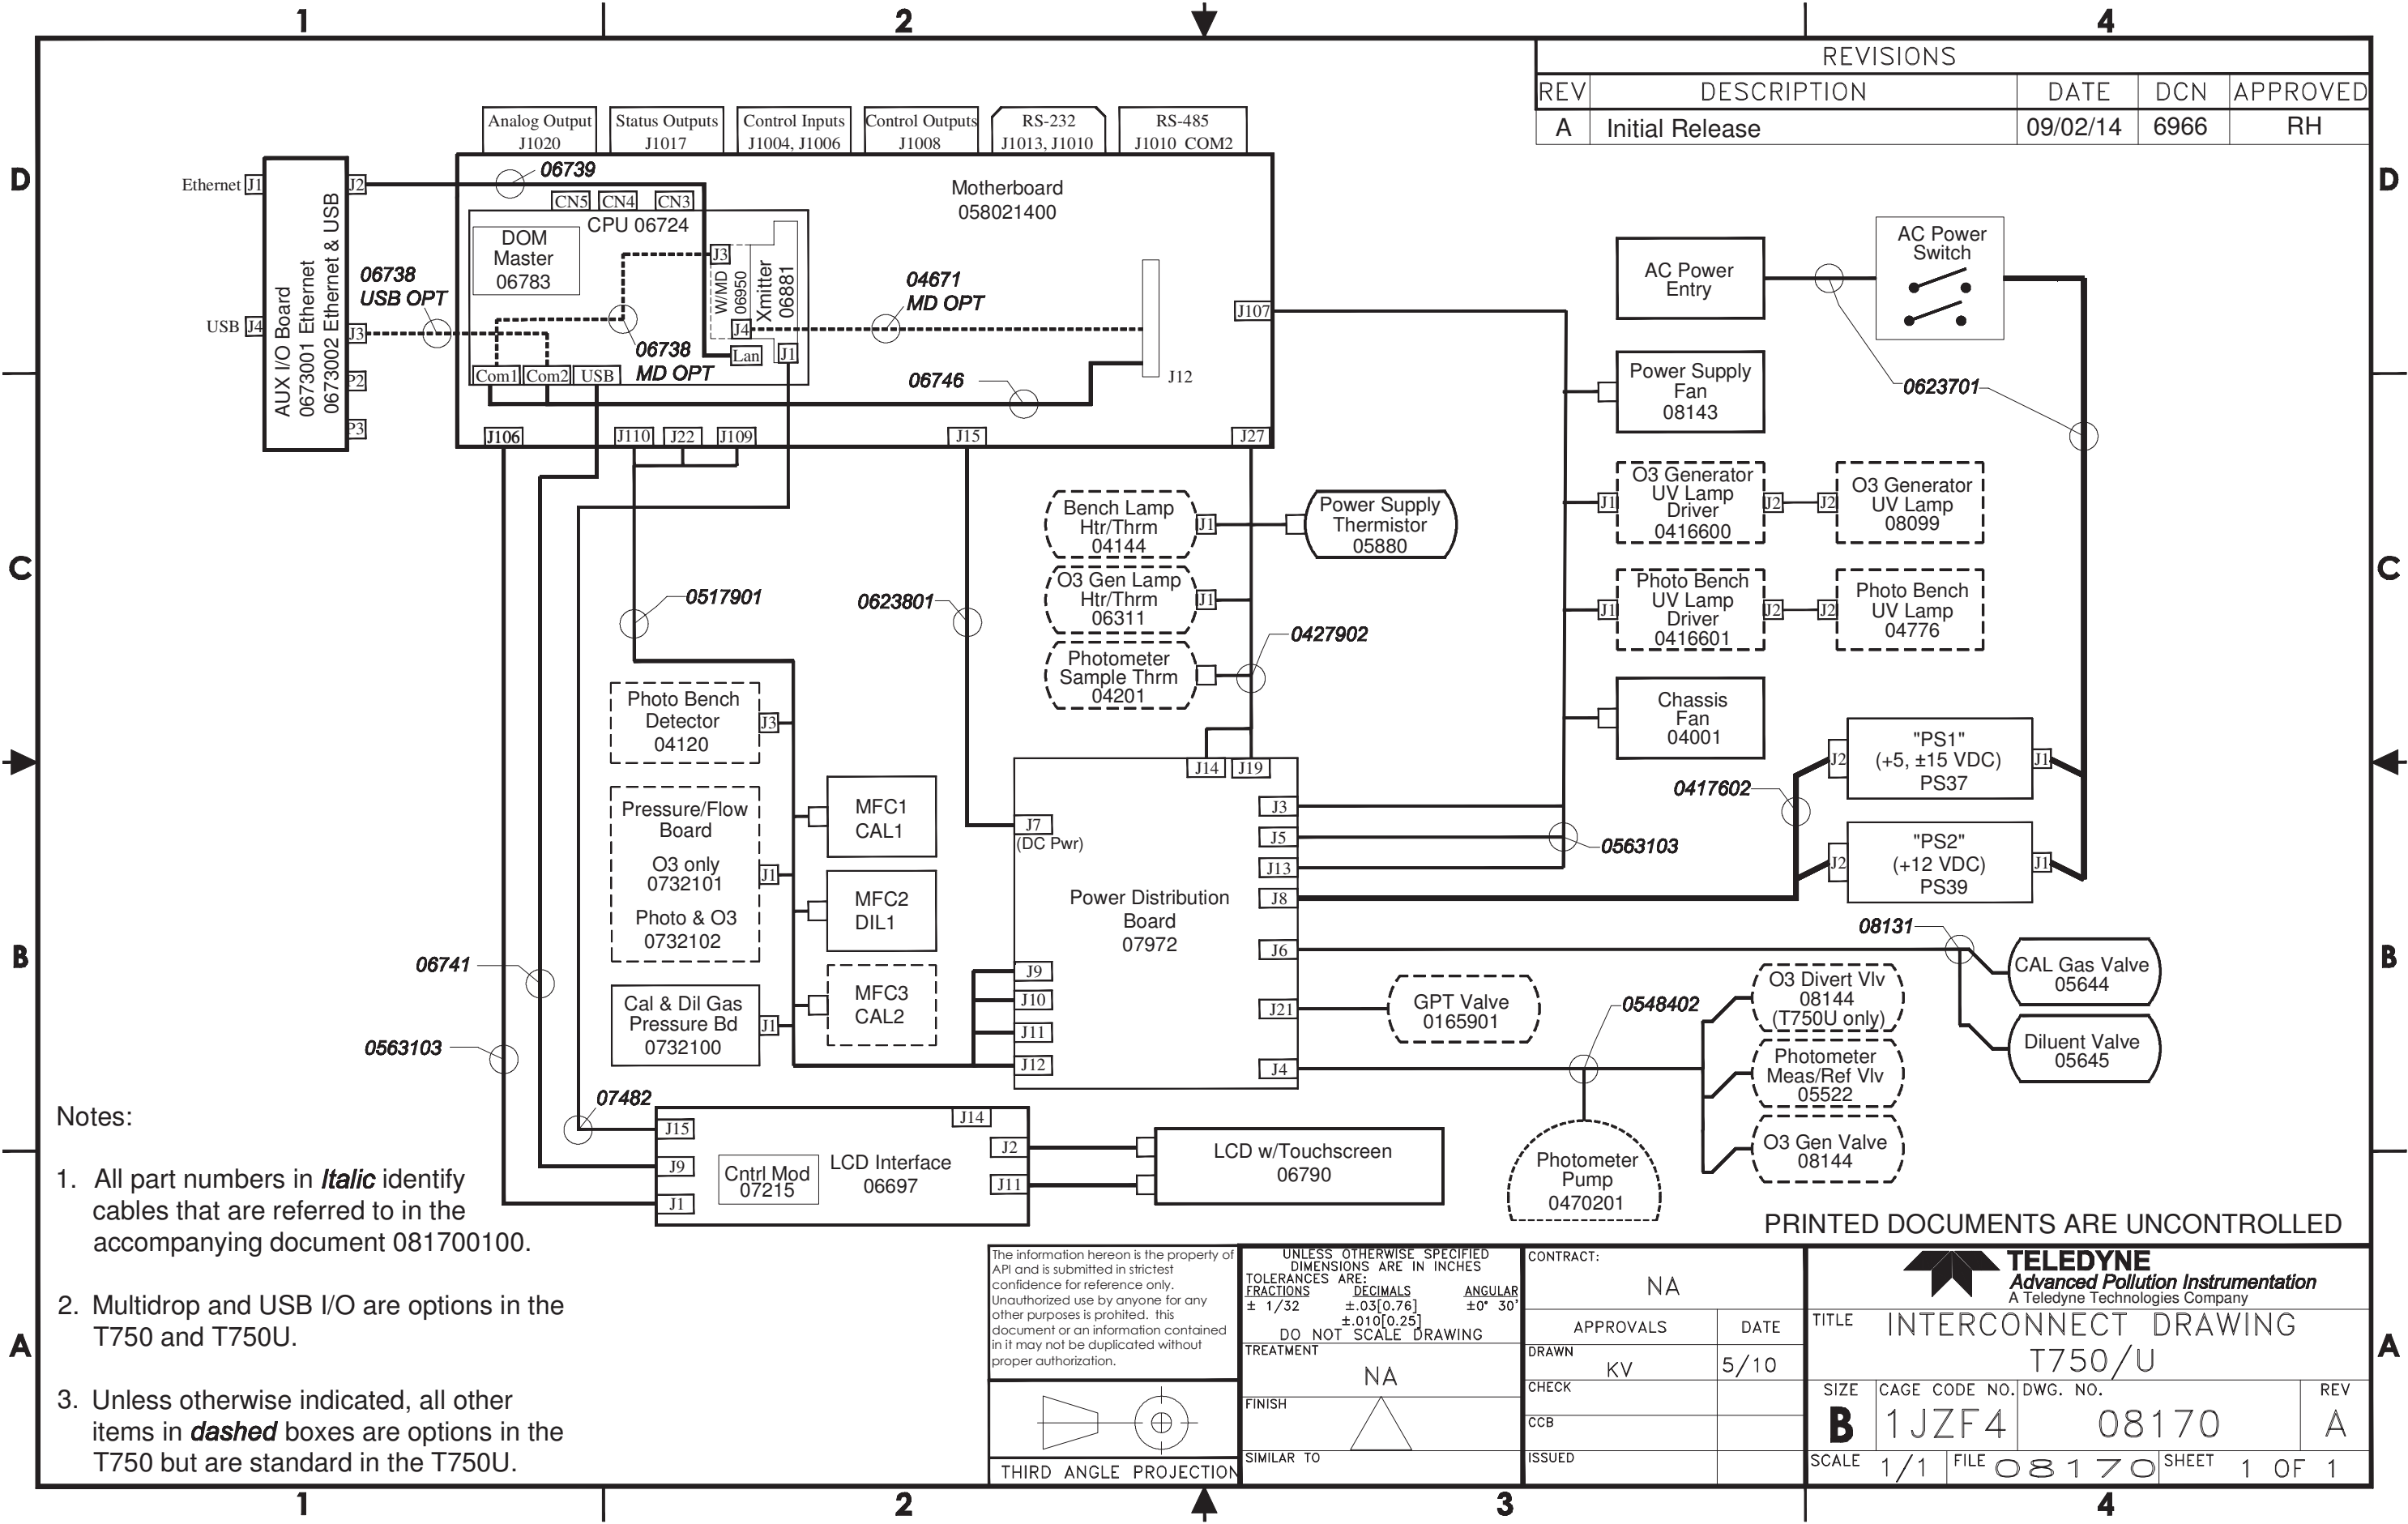 1
2
4
REVISIONS
REV DESCRIPTION DATE DCN APPROVED
A Initial Release 09/02/14 6966 RH
D
D
Analog Output
J1020
Status Outputs
J1017
Control Inputs
J1004, J1006
Control Outputs
J1008
RS-232
J1013, J1010
RS-485
J1010 COM2
Ethernet J1
J2
USB J4
J3
P2
P3
AUX I/O Board
0673001 Ethernet
0673002 Ethernet & USB
06739
06738
USB OPT
CN5 CN4 CN3
CPU 06724
DOM
Master
06783
J3
W/MD
06950
Xmitter
06881
J4
Lan
J1
Com1 Com2 USB
06738
MD OPT
04671
MD OPT
06746
J12
Motherboard
058021400
J107
J106
J110
J22
J109
J15
J27
AC Power
Entry
AC Power
Switch
0623701
Power Supply
Fan
08143
J1
O3 Generator
UV Lamp
Driver
0416600
J2
J2
O3 Generator
UV Lamp
08099
J1
Photo Bench
UV Lamp
Driver
0416601
J2
J2
Photo Bench
UV Lamp
04776
Chassis
Fan
04001
C
C
Bench Lamp
Htr/Thrm
04144
J1
Power Supply
Thermistor
05880
O3 Gen Lamp
Htr/Thrm
06311
J1
Photometer
Sample Thrm
04201
0427902
0517901
0623801
Photo Bench
Detector
04120
J3
Pressure/Flow
Board
O3 only
0732101
Photo & O3
0732102
J1
Cal & Dil Gas
Pressure Bd
0732100
J1
MFC1
CAL1
MFC2
DIL1
MFC3
CAL2
J14
J19
J7
(DC Pwr)
J3
J5
J13
J8
J6
J21
J4
J9
J10
J11
J12
Power Distribution
Board
07972
0563103
0417602
J2
"PS1"
(+5, ±15 VDC)
PS37
J1
J2
"PS2"
(+12 VDC)
PS39
J1
B
B
08131
CAL Gas Valve
05644
Diluent Valve
05645
GPT Valve
0165901
0548402
O3 Divert Vlv
08144
(T750U only)
Photometer
Meas/Ref Vlv
05522
O3 Gen Valve
08144
Photometer
Pump
0470201
06741
0563103
07482
J15
J9
J1
J14
J2
J11
Cntrl Mod
07215
LCD Interface
06697
LCD w/Touchscreen
06790
Notes:
1. All part numbers in Italic identify
cables that are referred to in the
accompanying document 081700100.
2. Multidrop and USB I/O are options in the
T750 and T750U.
3. Unless otherwise indicated, all other
items in dashed boxes are options in the
T750 but are standard in the T750U.
PRINTED DOCUMENTS ARE UNCONTROLLED
A
A
The information hereon is the property of
API and is submitted in strictest
confidence for reference only.
Unauthorized use by anyone for any
other purposes is prohited. this
document or an information contained
in it may not be duplicated without
proper authorization.
THIRD ANGLE PROJECTION
UNLESS OTHERWISE SPECIFIED
DIMENSIONS ARE IN INCHES
TOLERANCES ARE:
FRACTIONS DECIMALS ANGULAR
± 1/32 ±.03[0.76] ±0° 30'
±.010[0.25]
DO NOT SCALE DRAWING
TREATMENT
NA
FINISH
SIMILAR TO
CONTRACT:
NA
APPROVALS DATE
DRAWN
KV 5/10
CHECK
CCB
ISSUED
TELEDYNE
Advanced Pollution Instrumentation
A Teledyne Technologies Company
TITLE INTERCONNECT DRAWING
T750/U
SIZE CAGE CODE NO. DWG. NO. REV
B 1JZF4 08170 A
SCALE 1/1 FILE 08170 SHEET 1 OF 1
1
2
3
4